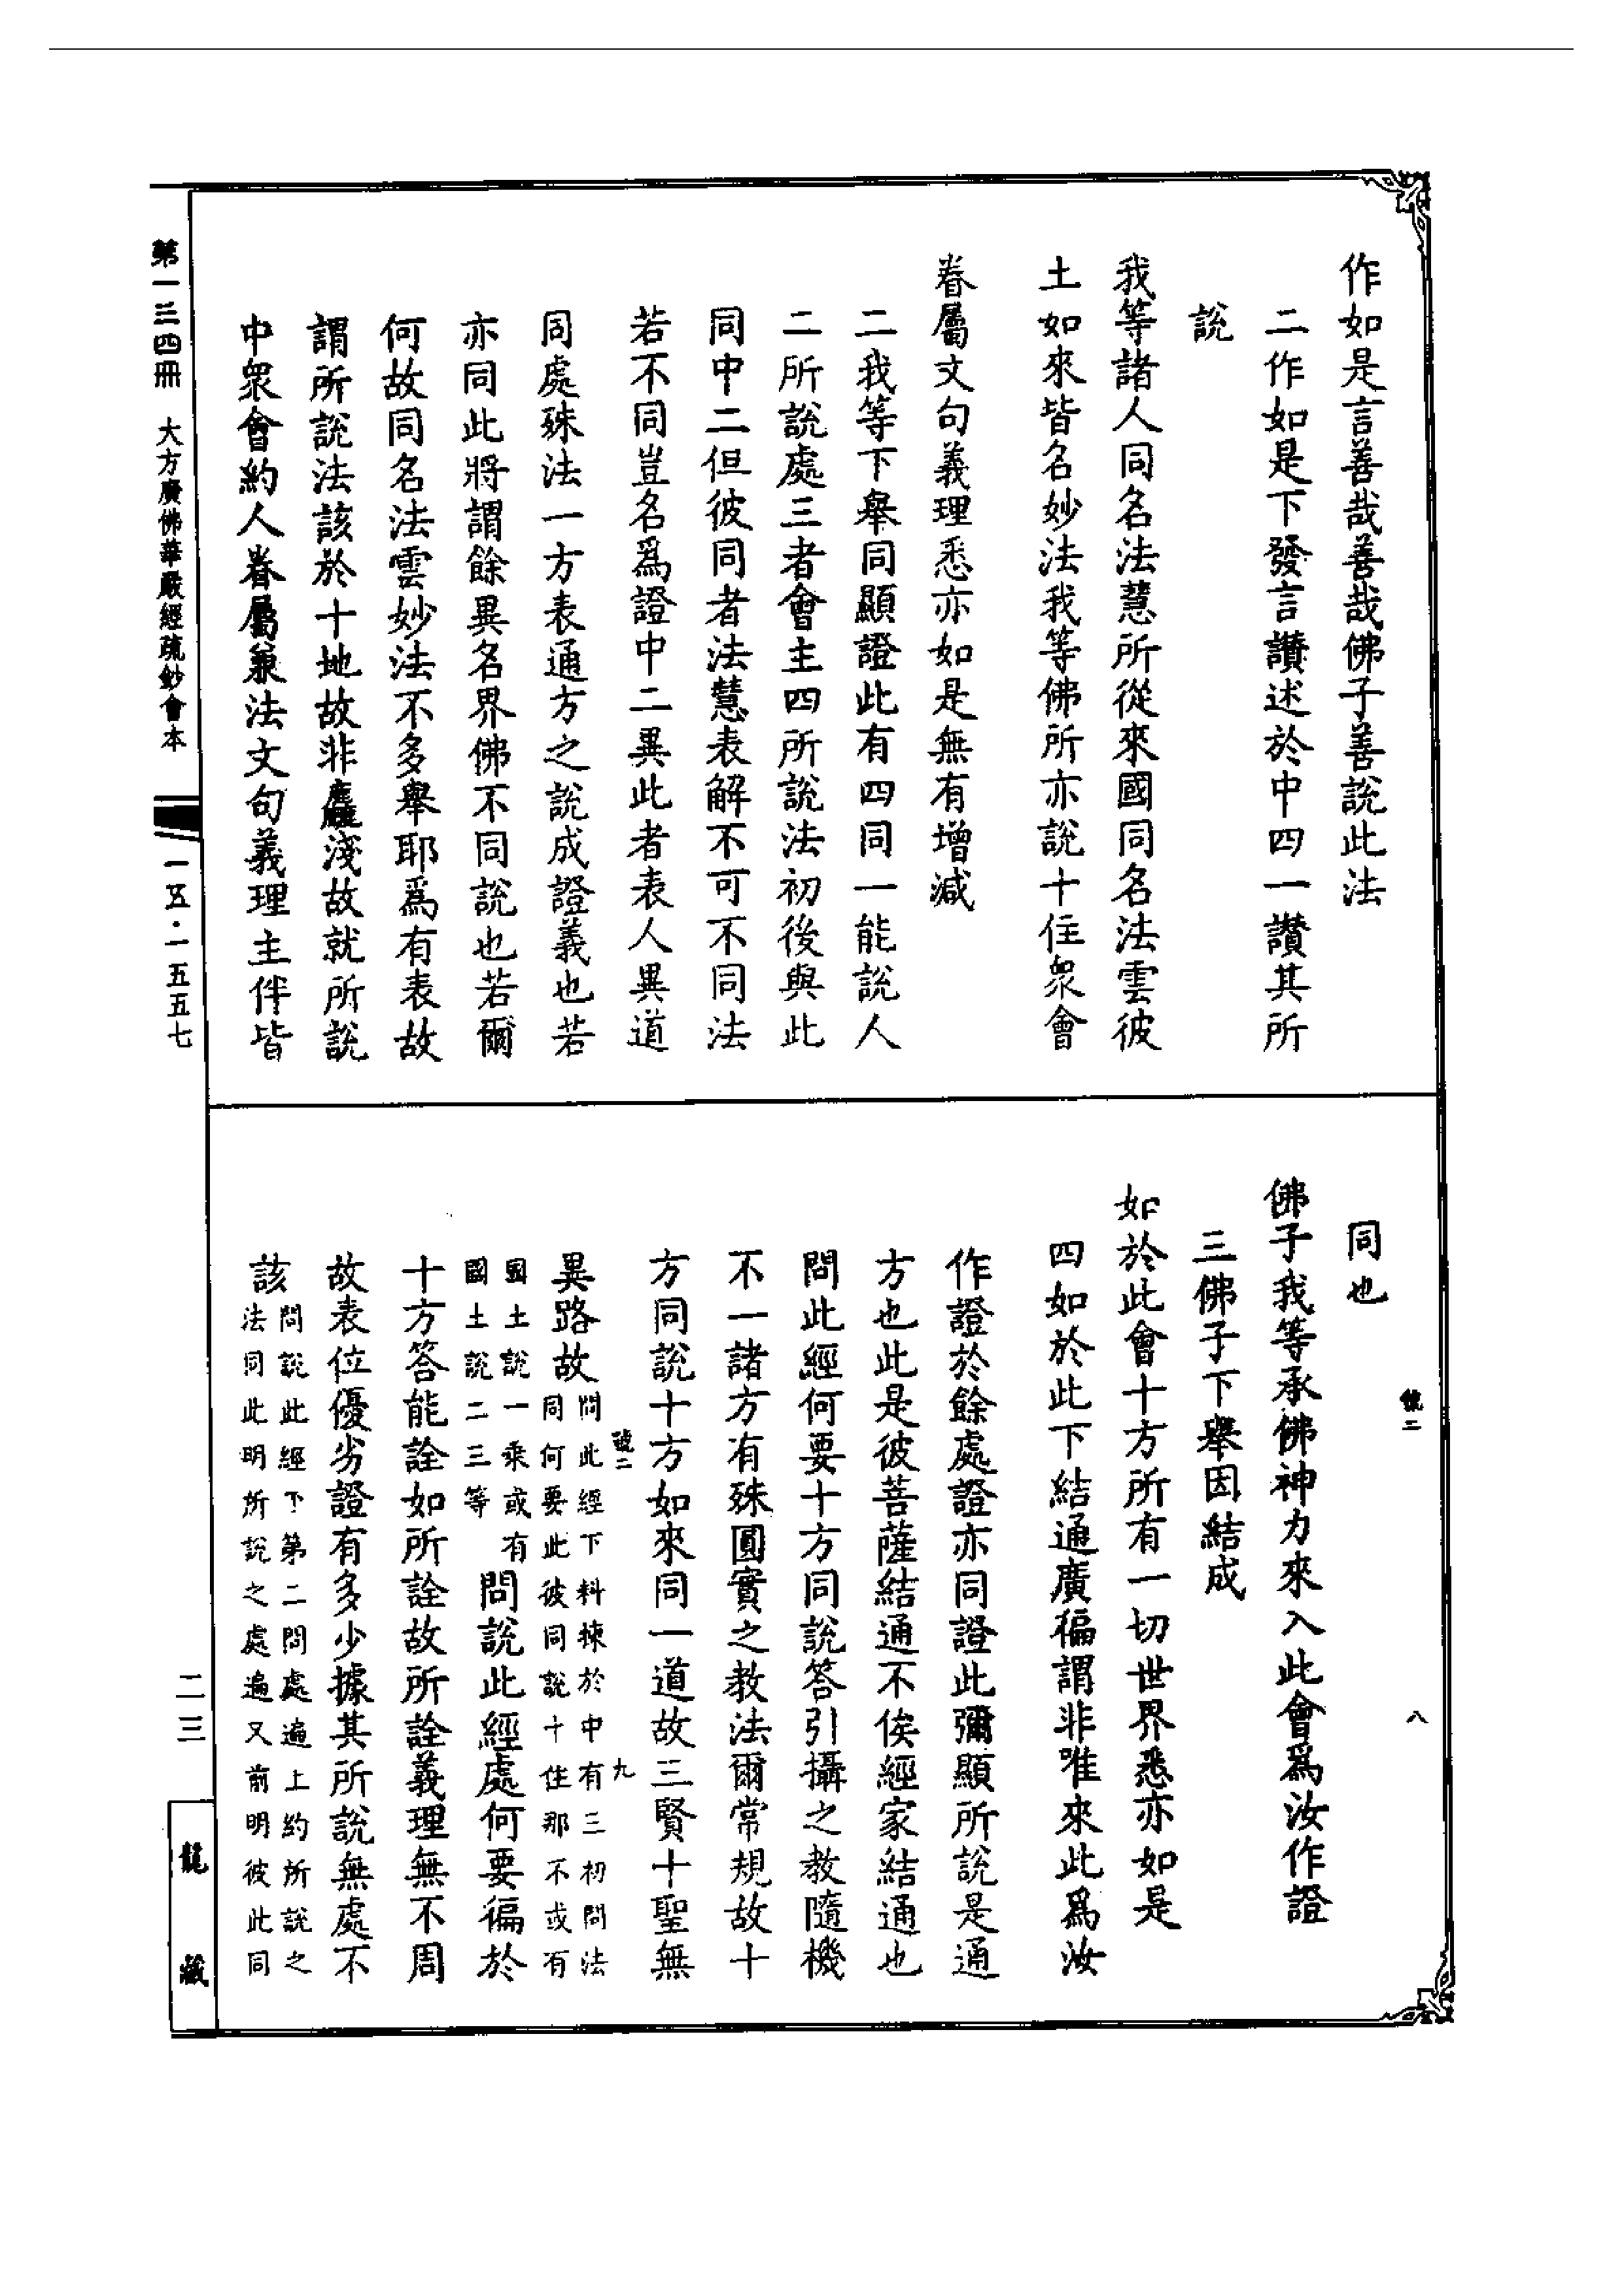 作如是言善哉善哉佛子善說此法
二作如是下發言讚述於中四一讚其所
說
我等諸人同名法慧所從來國同名法雲彼
土如來皆名妙法我等佛所亦說十住眾會
眷屬文句義理悉亦如是無有增減
二我等下舉同顯證此有四同一能說人
二所說處三者會主四所說法初後與此
同中二但彼同者法慧表解不可不同法
若不同豈名爲證中二異此者表人異道
同處殊法一方表通方之說成證義也若
亦同此將謂餘異名界佛不同說也若爾
何故同名法雲妙法不多舉耶爲有表故
謂所說法該於十地故非麤淺故就所說
中眾會約人眷屬兼法文句義理主伴皆
同也
佛子我等承佛神力來入此會爲汝作證
三佛子下舉因結成
如於此會十方所有一切世界悉亦如是
四如於此下結通廣徧謂非唯來此爲汝
作證於餘處證亦同證此彌顯所說是通
方也此是彼菩薩結通不俟經家結通也
問此經何要十方同說答引攝之教隨機
不一諸方有殊圓實之教法爾常規故十
方同說十方如來同一道故三賢十聖無
異路故
問此經下料揀於中有三初問法
同何要此彼同說十住那不或有
國土說一乘或有
國土說二三等
問說此經處何要徧於
十方答能詮如所詮故所詮義理無不周
故表位優劣證有多少據其所說無處不
該
問說此經下第二問處遍上約所說之
法同此明所說之處遍又前明彼此同
號二
八
號二
九
第一三四冊 大方廣佛華嚴經疏鈔會本
一五·一五五七
二三
龍藏